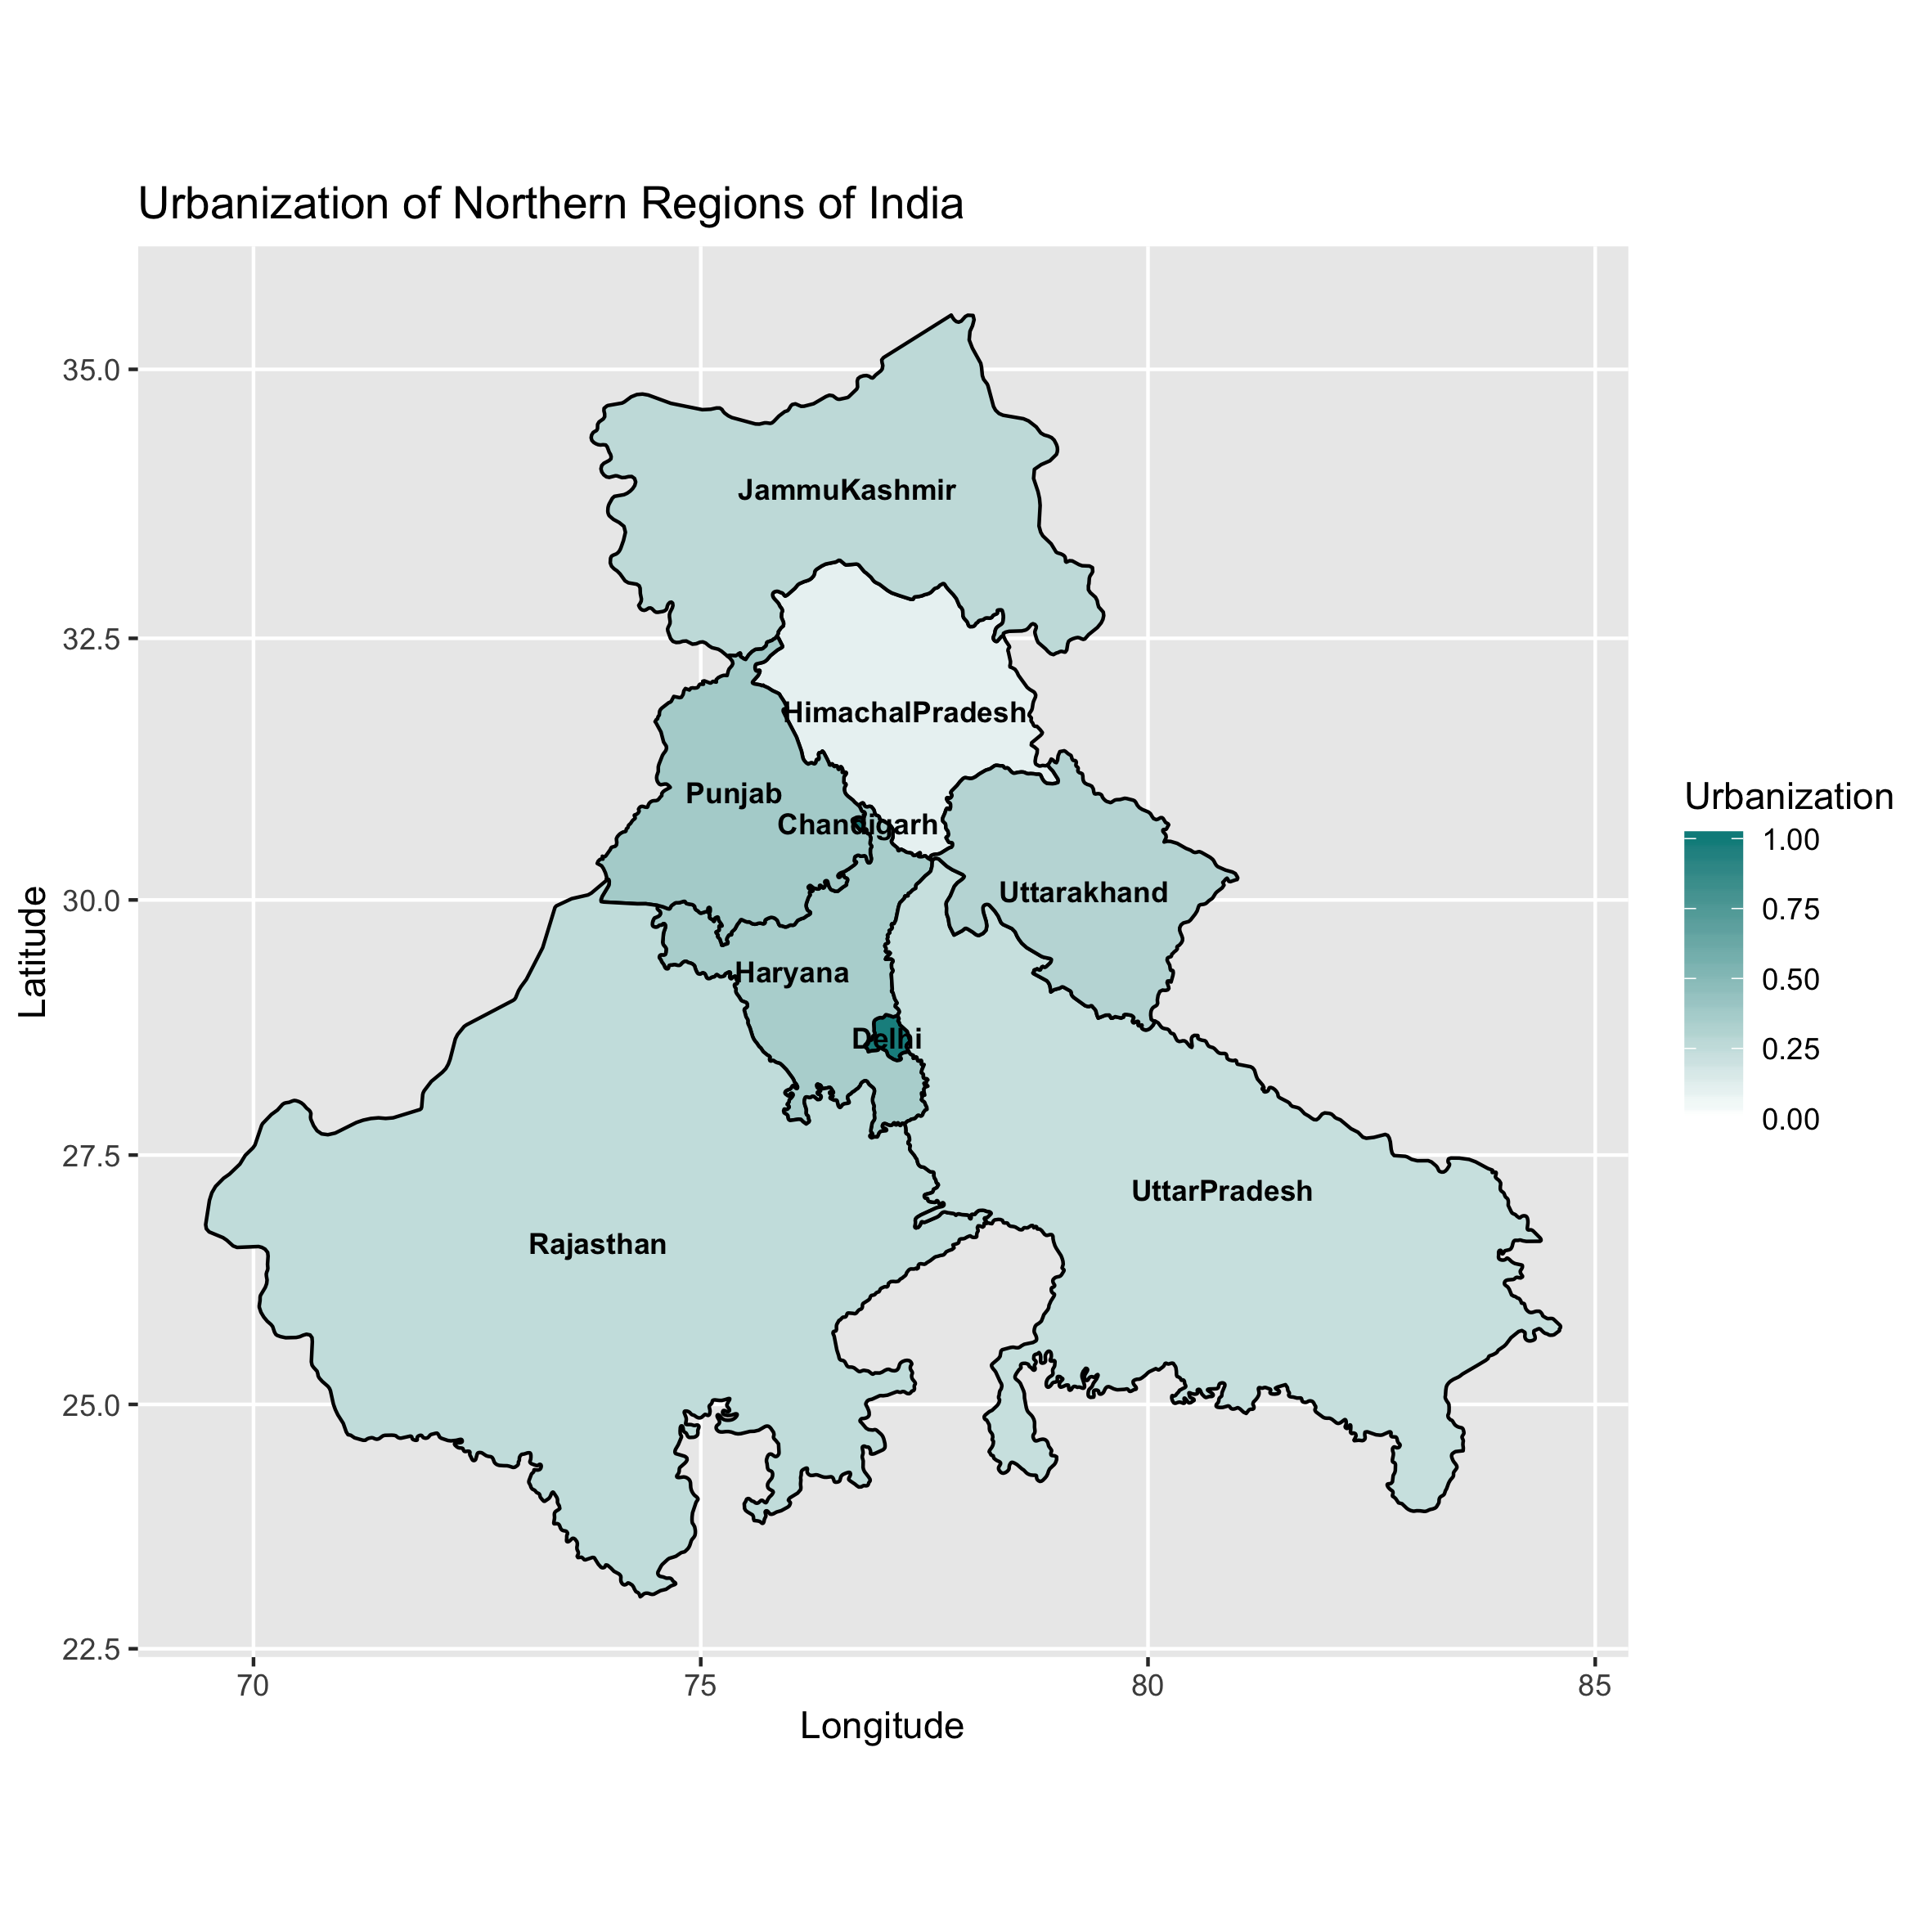 Urbanization of Northern Regions of India
35.0
32.5
30.0
27.5
25.0
22.5
Latitude
70
75
80
85
Longitude
JammuKashmir
HimachalPradesh
Punjab
Chandigarh
Uttarakhand
Haryana
Delhi
UttarPradesh
Rajasthan
Urbanization
1.00
0.75
0.50
0.25
0.00